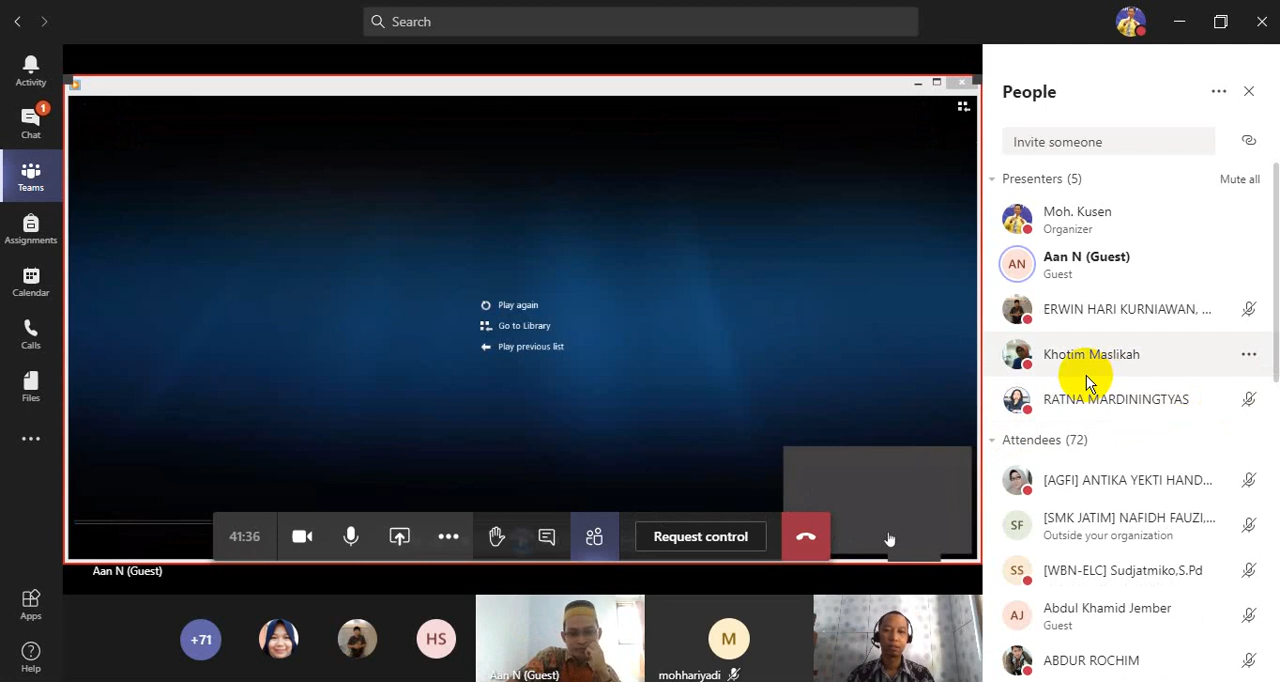 Search
Activity
1
Chat
Teams
Assignments
Calendar
Calls
Files
Apps
Help
Play again
Go to Library
Play previous list
41:36
Request control
Aan N (Guest)
+71
HS
Aan N (Guest)
M
mohhariyadi
People
Invite someone
Presenters (5)
Mute all
Moh. Kusen
Organizer
AN
Aan N (Guest)
Guest
ERWIN HARI KURNIAWAN, ...
Khotim Maslikah
RATNA MARDININGTYAS
Attendees (72)
[AGFI] ANTIKA YEKTI HAND...
SF
[SMK JATIM] NAFIDH FAUZI,...
Outside your organization
SS
[WBN-ELC] Sudjatmiko,S.Pd
AJ
Abdul Khamid Jember
Guest
ABDUR ROCHIM